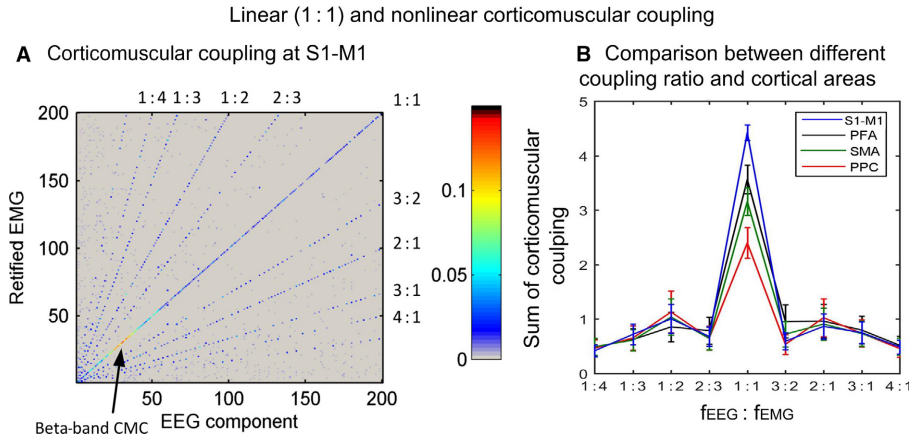 Linear (1 : 1) and nonlinear corticomuscular coupling
A Corticomuscular coupling at S1-M1
1 : 4 1 : 3 1 : 2 2 : 3 1 : 1
3 : 2
2 : 1
3 : 1
4 : 1
Retified EMG
200
150
100
50
50 100 150 200
EEG component
Beta-band CMC
0.1
0.05
0
B Comparison between different
coupling ratio and cortical areas
Sum of corticomuscular
coulping
5
4
3
2
1
0
S1-M1
PFA
SMA
PPC
1 : 4 1 : 3 1 : 2 2 : 3 1 : 1 3 : 2 2 : 1 3 : 1 4 : 1
fEEG : fEMG